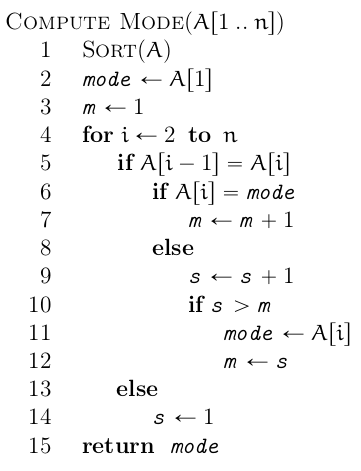 COMPUTE MODE(A[1 .. n])
1 SORT(A)
2 mode ← A[1]
3 m ← 1
4 for i ← 2 to n
5 if A[i − 1] = A[i]
6 if A[i] = mode
7 m ← m + 1
8 else
9 s ← s + 1
10 if s > m
11 mode ← A[i]
12 m ← s
13 else
14 s ← 1
15 return mode